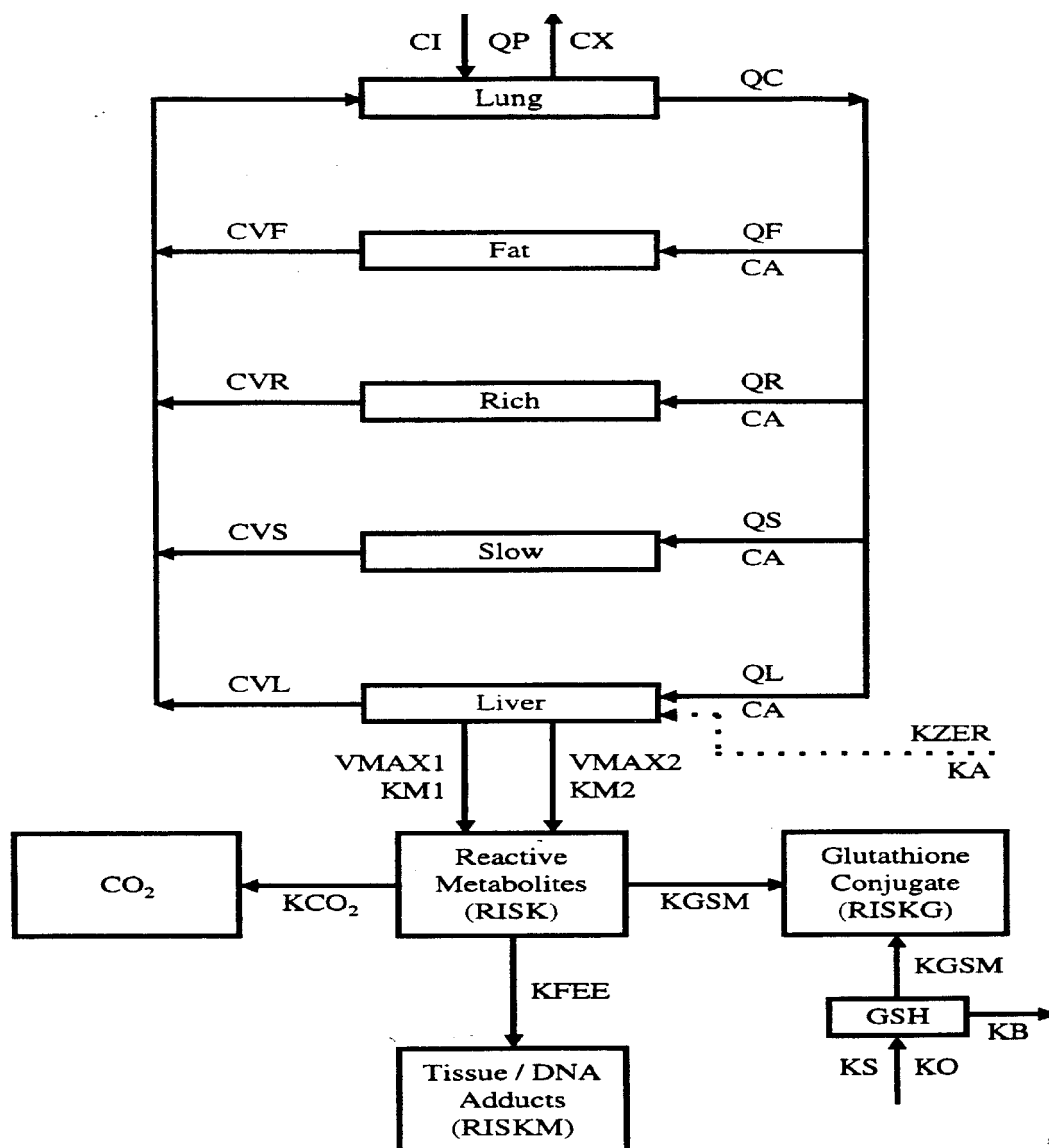 CI QP CX
Lung
QC
CVF
Fat
QF
CA
CVR
Rich
QR
CA
CVS
Slow
QS
CA
CVL
Liver
QL
CA
KZER
KA
VMAX1
KM1
VMAX2
KM2
CO₂
KCO₂
Reactive
Metabolites
(RISK)
KGSM
Glutathione
Conjugate
(RISKG)
KFEE
KGSM
GSH
KB
KS KO
Tissue / DNA
Adducts
(RISKM)